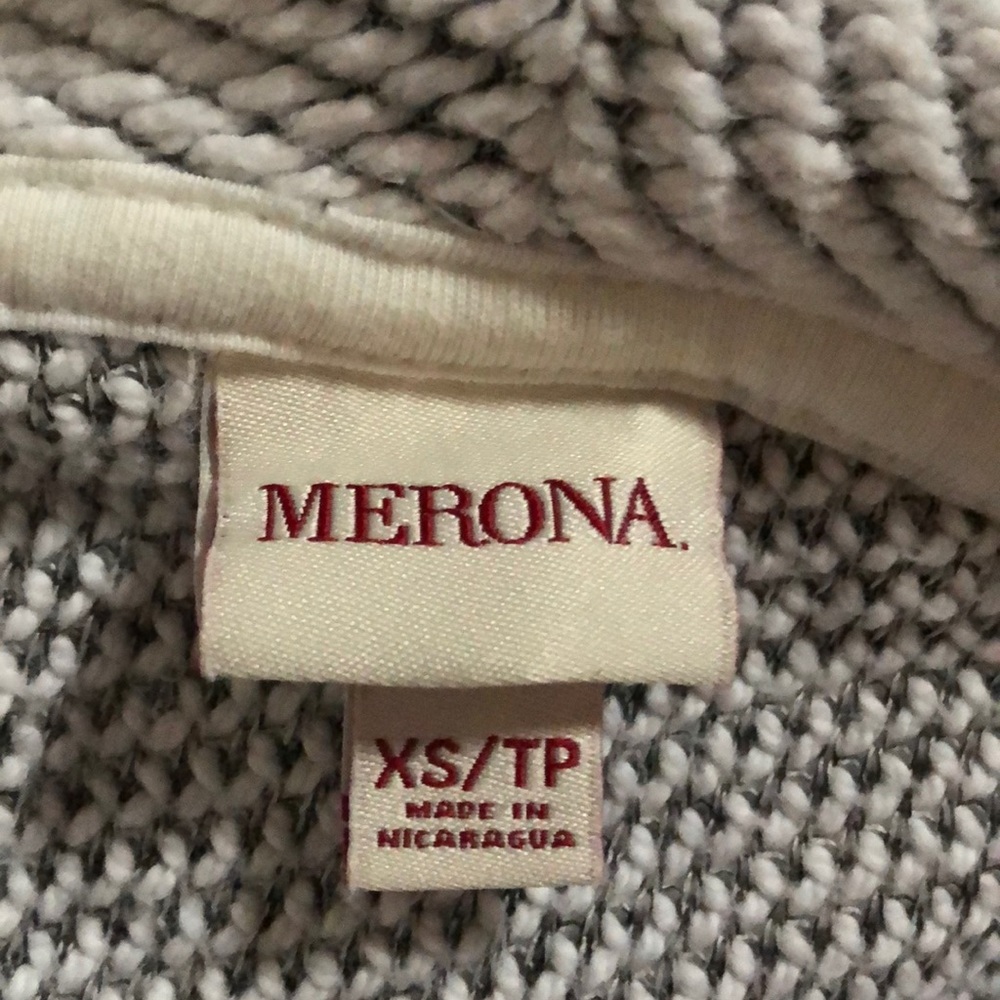 MERONA.
XS/TP
MADE IN
NICARAGUA